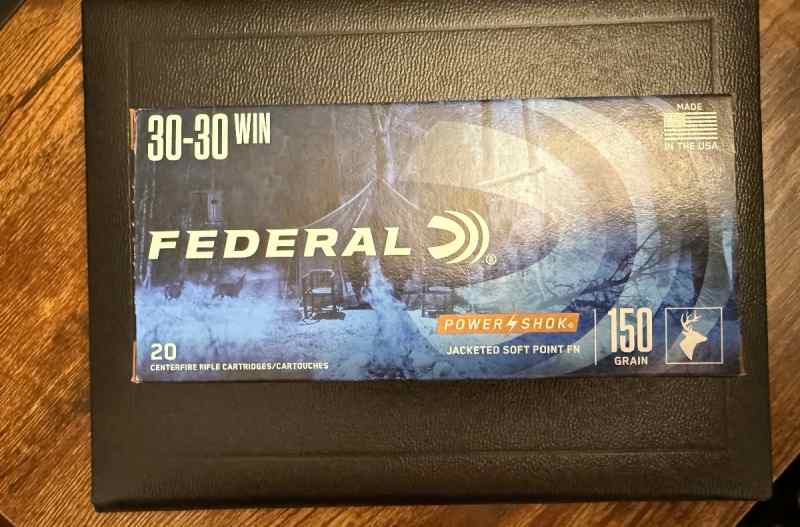 30-30 WIN
MADE
IN THE USA
FEDERAL®
POWER SHOK®
JACKETED SOFT POINT FN
150
GRAIN
20
CENTERFIRE RIFLE CARTRIDGES/CARTOUCHES